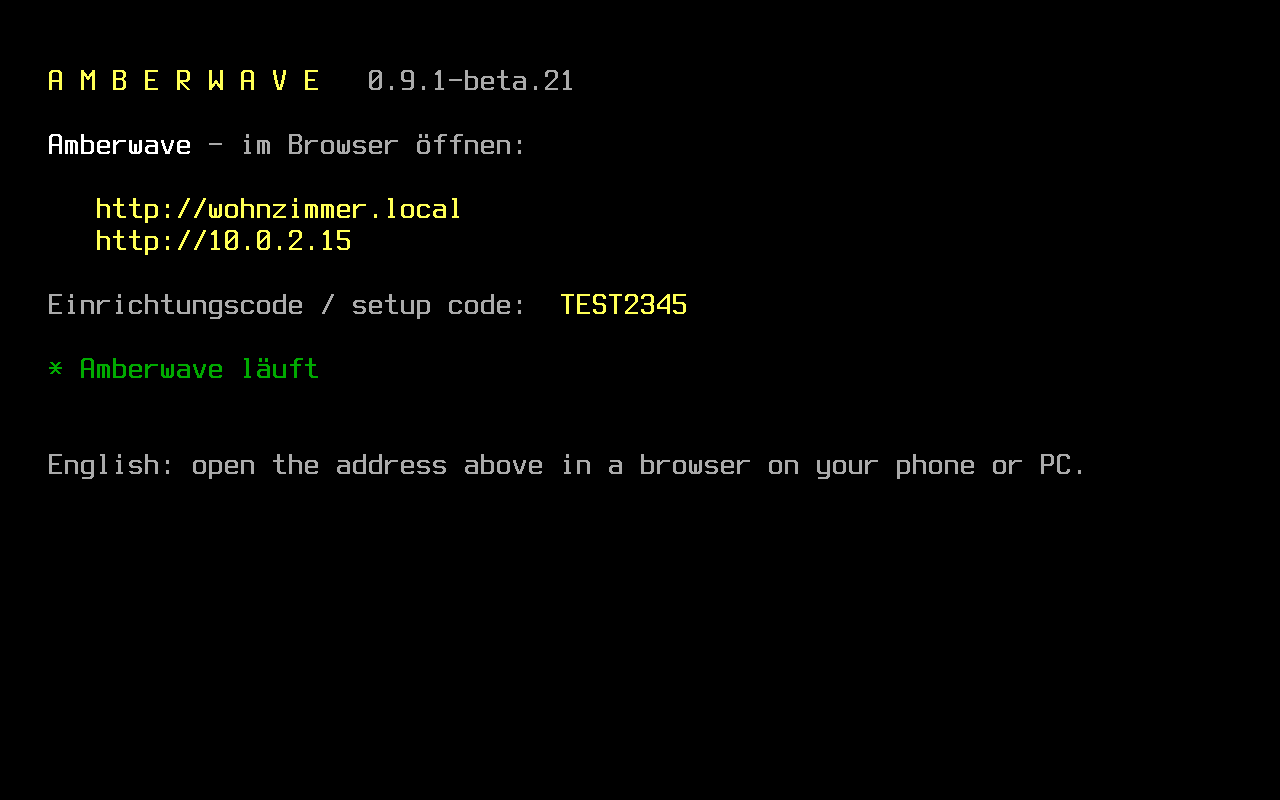 A M B E R W A V E   0.9.1-beta.21
Amberwave - im Browser öffnen:
http://wohnzimmer.local
http://10.0.2.15
Einrichtungscode / setup code:  TEST2345
* Amberwave läuft
English: open the address above in a browser on your phone or PC.